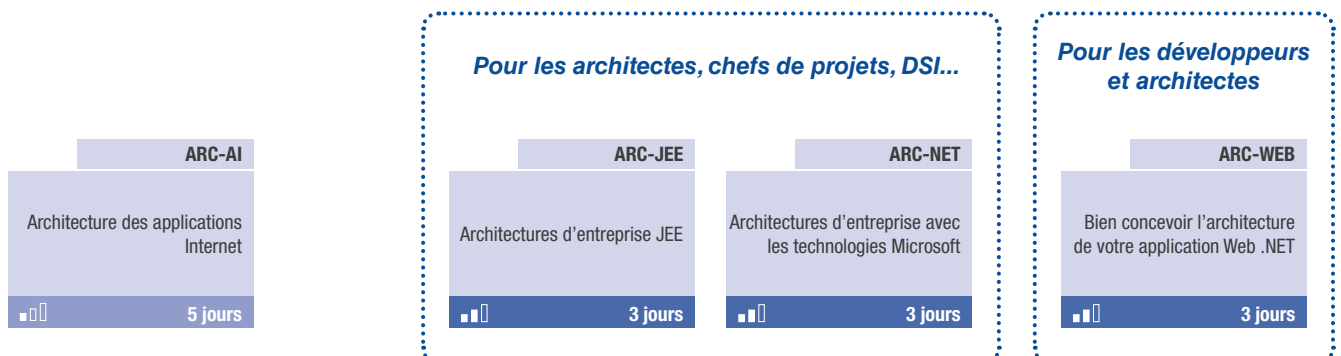 Pour les architectes, chefs de projets, DSI...
Pour les développeurs
et architectes
ARC-AI
Architecture des applications
Internet
5 jours
ARC-JEE
Architectures d'entreprise JEE
3 jours
ARC-NET
Architectures d'entreprise avec
les technologies Microsoft
3 jours
ARC-WEB
Bien concevoir l'architecture
de votre application Web .NET
3 jours